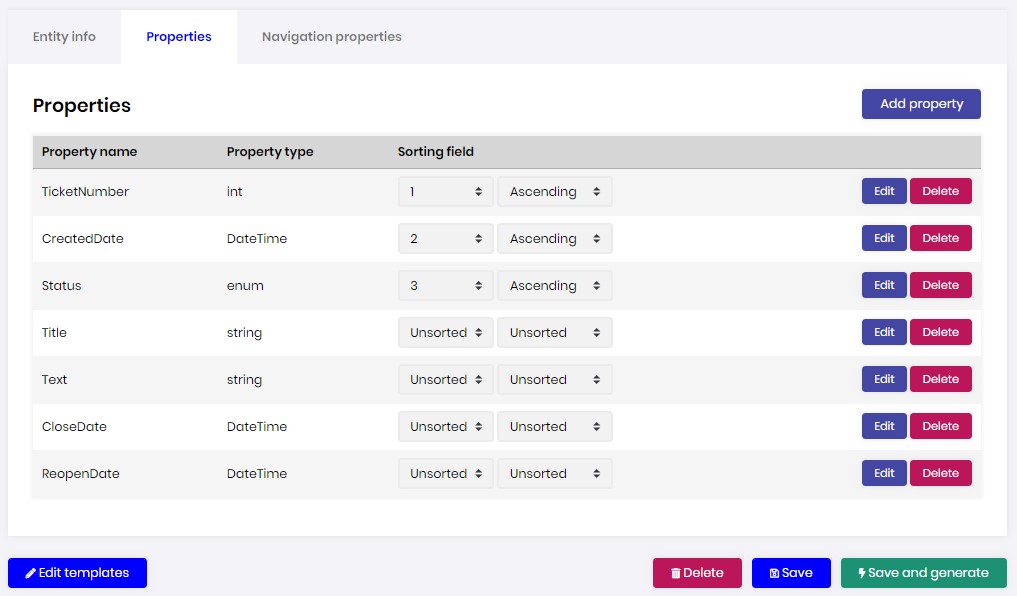 Entity info Properties Navigation properties
Properties Add property
Property name Property type Sorting field
TicketNumber int 1 Ascending Edit Delete
CreatedDate DateTime 2 Ascending Edit Delete
Status enum 3 Ascending Edit Delete
Title string Unsorted Unsorted Edit Delete
Text string Unsorted Unsorted Edit Delete
CloseDate DateTime Unsorted Unsorted Edit Delete
ReopenDate DateTime Unsorted Unsorted Edit Delete
Edit templates Delete Save Save and generate